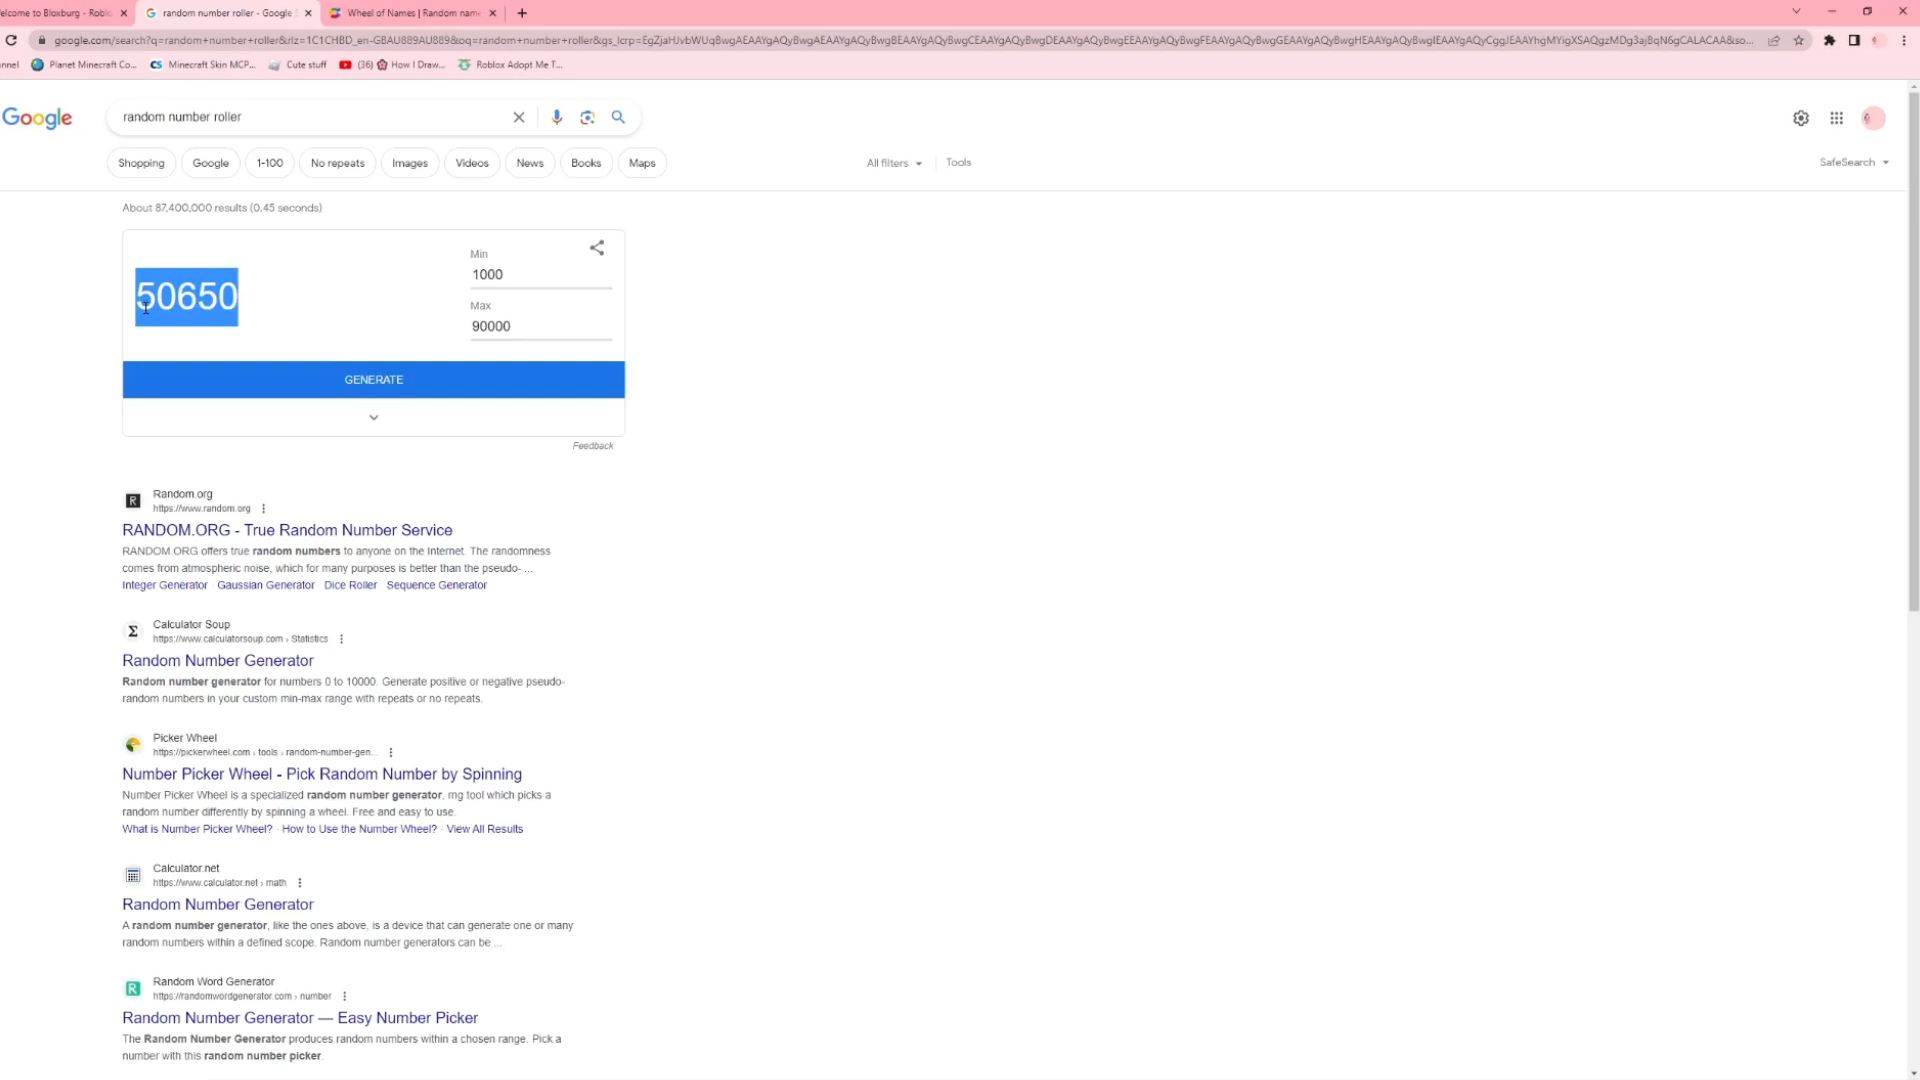 elcome to Bloxburg - Roblo
random number roller - Google
Wheel of Names | Random name
google.com/search?q=random+number+roller&rlz=1C1CHBD_en-GBAU889AU889&oq=random+number+roller&gs_lcrp=
nnel
Planet Minecraft Co...
Minecraft Skin MCP...
Cute stuff
(36) How I Draw...
Roblox Adopt Me T...
Google
random number roller
Shopping
Google
1-100
No repeats
Images
Videos
News
Books
Maps
All filters
Tools
SafeSearch
About 87,400,000 results (0.45 seconds)
50650
Min
1000
Max
90000
GENERATE
Feedback
Random.org
https://www.random.org
RANDOM.ORG - True Random Number Service
RANDOM.ORG offers true random numbers to anyone on the Internet. The randomness
comes from atmospheric noise, which for many purposes is better than the pseudo- ...
Integer Generator · Gaussian Generator · Dice Roller · Sequence Generator
Calculator Soup
https://www.calculatorsoup.com › Statistics
Random Number Generator
Random number generator for numbers 0 to 10000. Generate positive or negative pseudo-
random numbers in your custom min-max range with repeats or no repeats.
Picker Wheel
https://pickerwheel.com › tools › random-number-gen...
Number Picker Wheel - Pick Random Number by Spinning
Number Picker Wheel is a specialized random number generator, rng tool which picks a
random number differently by spinning a wheel. Free and easy to use.
What is Number Picker Wheel? · How to Use the Number Wheel? · View All Results
Calculator.net
https://www.calculator.net › math
Random Number Generator
A random number generator, like the ones above, is a device that can generate one or many
random numbers within a defined scope. Random number generators can be ...
Random Word Generator
https://randomwordgenerator.com › number
Random Number Generator — Easy Number Picker
The Random Number Generator produces random numbers within a chosen range. Pick a
number with this random number picker.